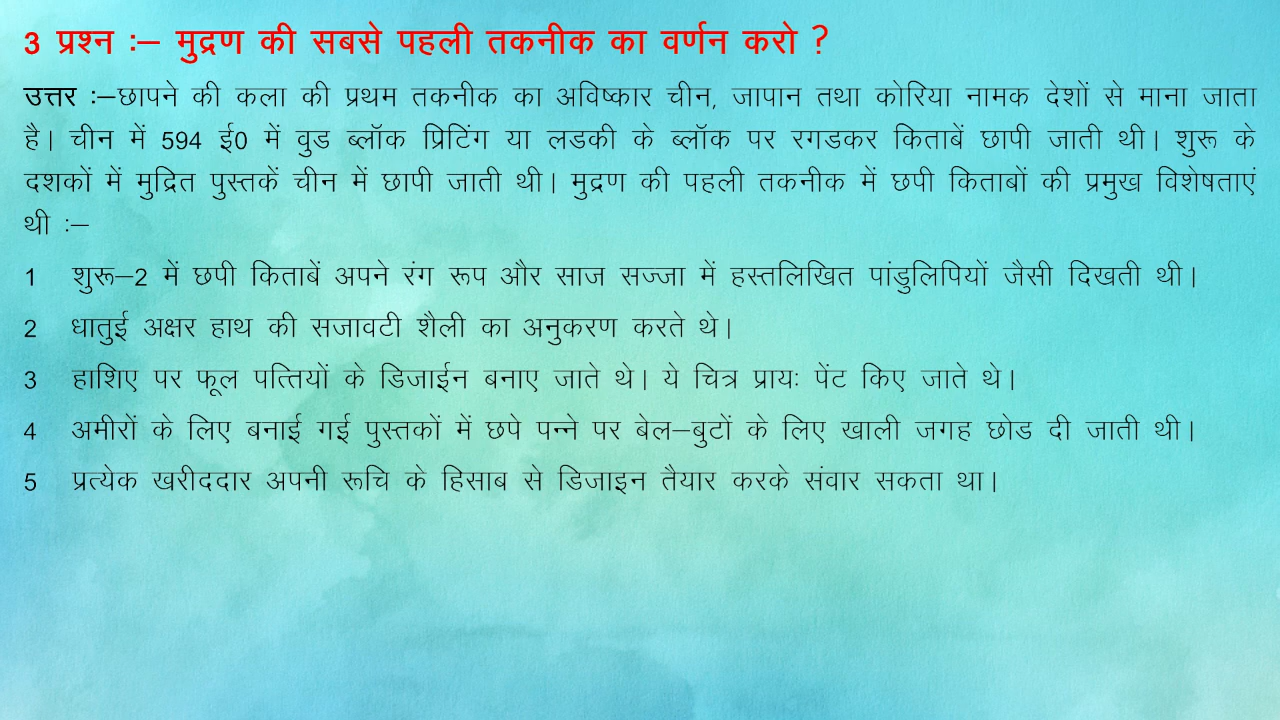 3 प्रश्न :– मुद्रण की सबसे पहली तकनीक का वर्णन करो ?
उत्तर :–छापने की कला की प्रथम तकनीक का अविष्कार चीन, जापान तथा कोरिया नामक देशों से माना जाता
है। चीन में 594 ई0 में वुड ब्लॉक प्रिटिंग या लडकी के ब्लॉक पर रगडकर किताबें छापी जाती थी। शुरू के
दशकों में मुद्रित पुस्तकें चीन में छापी जाती थी। मुद्रण की पहली तकनीक में छपी किताबों की प्रमुख विशेषताएं
थी :–
1 शुरू–2 में छपी किताबें अपने रंग रूप और साज सज्जा में हस्तलिखित पांडुलिपियों जैसी दिखती थी।
2 धातुई अक्षर हाथ की सजावटी शैली का अनुकरण करते थे।
3 हाशिए पर फूल पत्तियों के डिजाईन बनाए जाते थे। ये चित्र प्रायः पेंट किए जाते थे।
4 अमीरों के लिए बनाई गई पुस्तकों में छपे पन्ने पर बेल–बुटों के लिए खाली जगह छोड दी जाती थी।
5 प्रत्येक खरीददार अपनी रूचि के हिसाब से डिजाइन तैयार करके संवार सकता था।